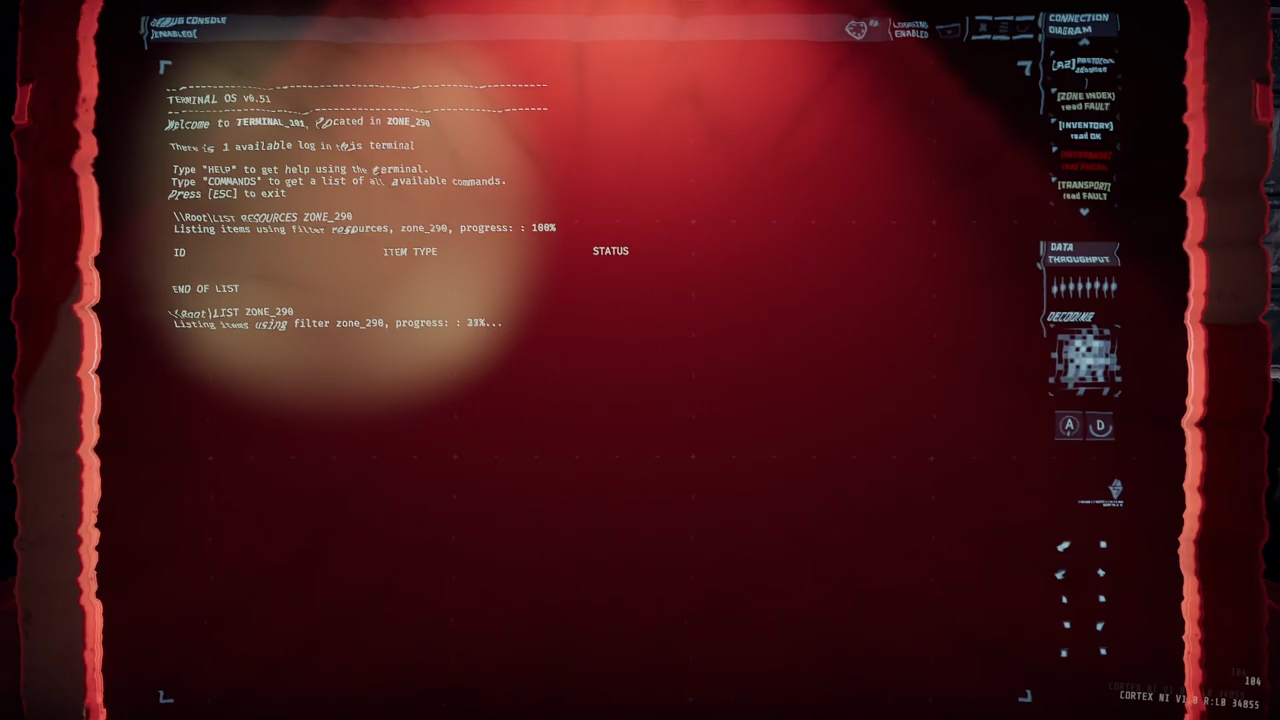 DEBUG CONSOLE
[ENABLED]
LOGGING
ENABLED
CONNECTION
DIAGRAM
TERMINAL OS v6.51
Welcome to TERMINAL_101, located in ZONE_290
There is 1 available log in this terminal
Type "HELP" to get help using the terminal.
Type "COMMANDS" to get a list of all available commands.
Press [ESC] to exit
\\Root\LIST RESOURCES ZONE_290
Listing items using filter resources, zone_290, progress: : 100%
ID ITEM TYPE STATUS
END OF LIST
\\Root\LIST ZONE_290
Listing items using filter zone_290, progress: :
[ZONE INDEX]
read FAULT
[INVENTORY]
read OK
[TRANSPORT]
read FAULT
DATA
THROUGHPUT
DECODING
A D
104
CORTEX NI R:L0 34855